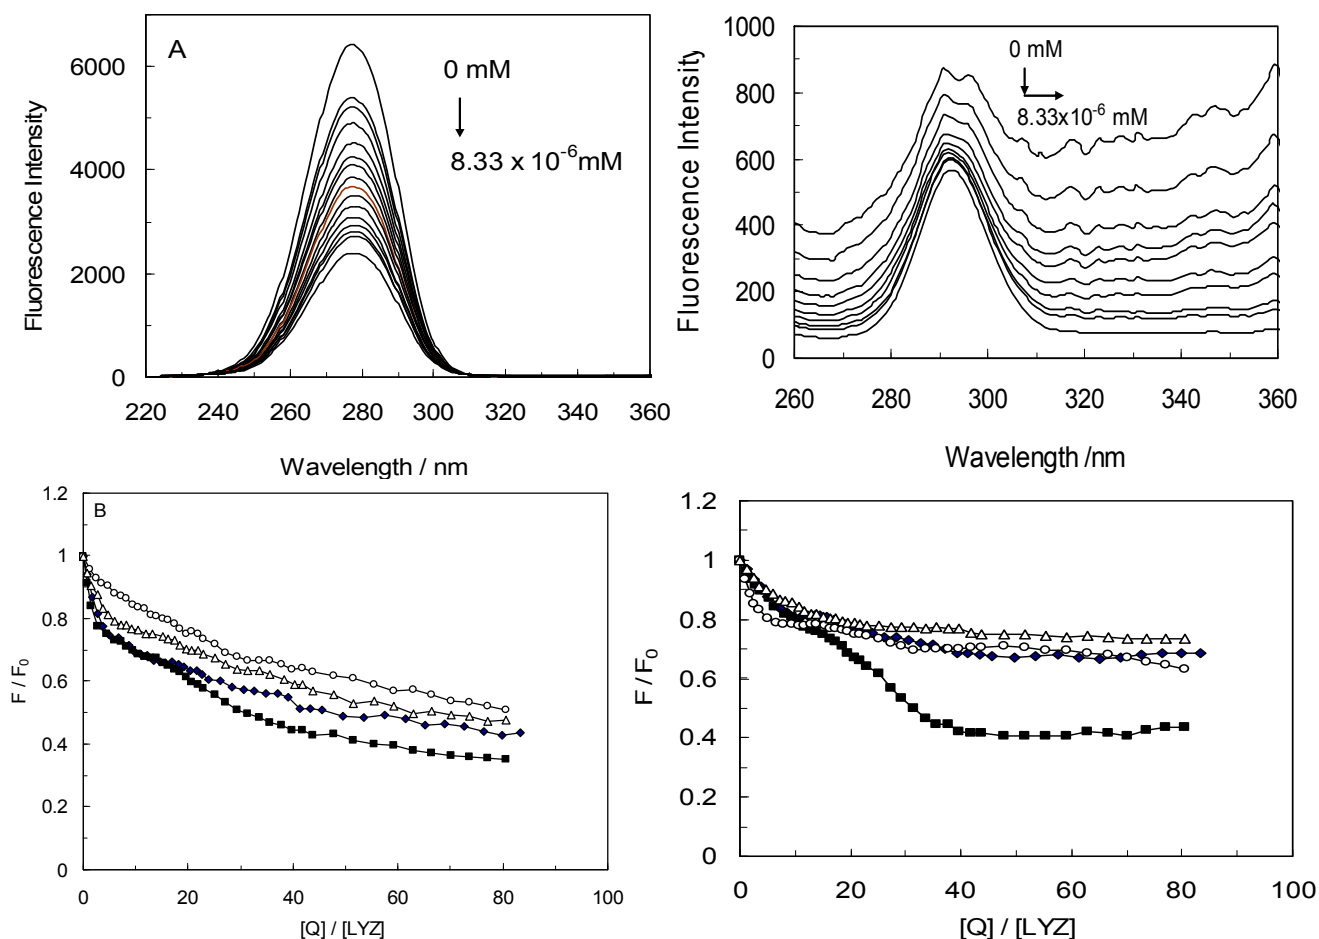 A
0 mM
8.33 x 10-6mM
Fluorescence Intensity
6000
4000
2000
0
220 240 260 280 300 320 340 360
Wavelength / nm
0 mM
8.33x10-6 mM
Fluorescence Intensity
1000
800
600
400
200
0
260 280 300 320 340 360
Wavelength /nm
B
F / F0
1.2
1
0.8
0.6
0.4
0.2
0
0 20 40 60 80 100
[Q] / [LYZ]
F / F0
1.2
1
0.8
0.6
0.4
0.2
0
0 20 40 60 80 100
[Q] / [LYZ]